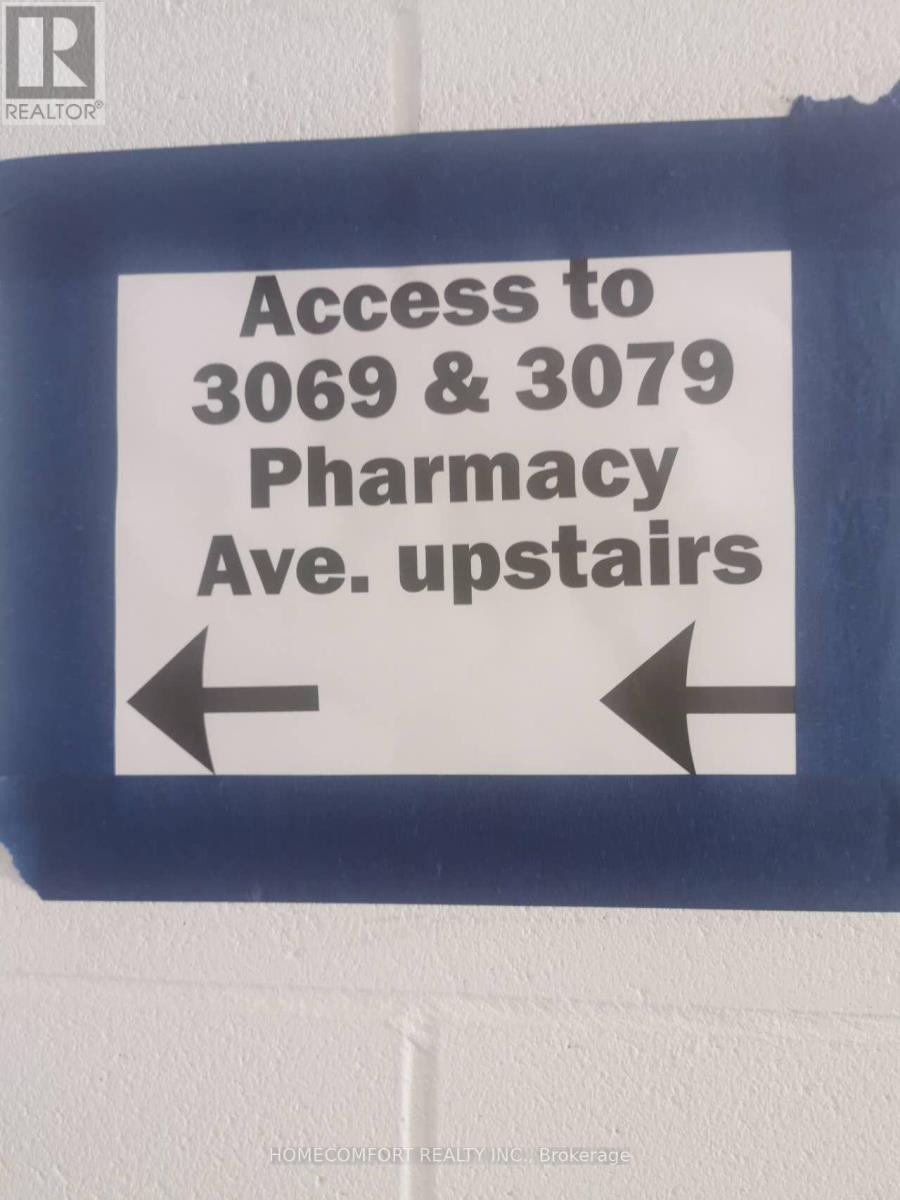 REALTOR®
Access to
3069 & 3079
Pharmacy
Ave. upstairs
HOMECOMFORT REALTY INC., Brokerage